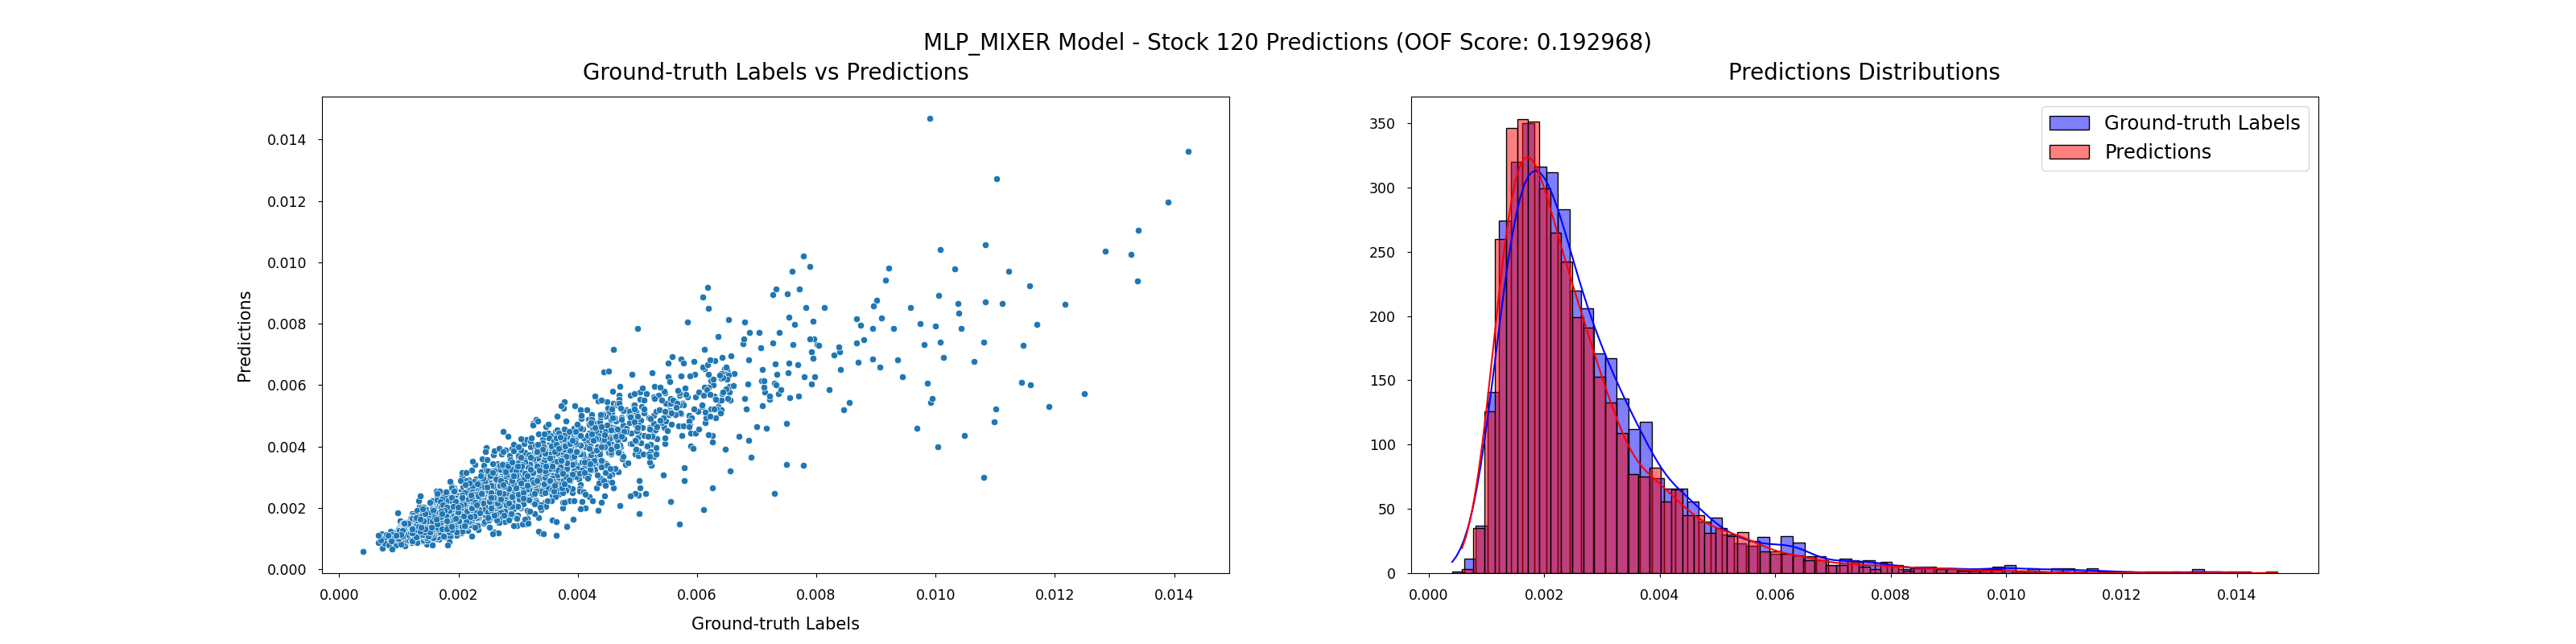 MLP_MIXER Model - Stock 120 Predictions (OOF Score: 0.192968)
Ground-truth Labels vs Predictions
0.014
0.012
0.010
0.008
0.006
0.004
0.002
0.000
Predictions
0.000 0.002 0.004 0.006 0.008 0.010 0.012 0.014
Ground-truth Labels
Predictions Distributions
Ground-truth Labels
Predictions
350
300
250
200
150
100
50
0
0.000 0.002 0.004 0.006 0.008 0.010 0.012 0.014